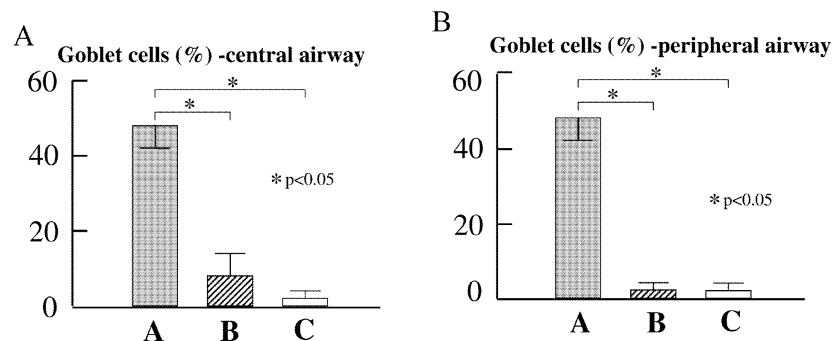 A
Goblet cells (%) -central airway
60
40
20
0
*
*
* p<0.05
A B C
B
Goblet cells (%) -peripheral airway
60
40
20
0
*
*
* p<0.05
A B C